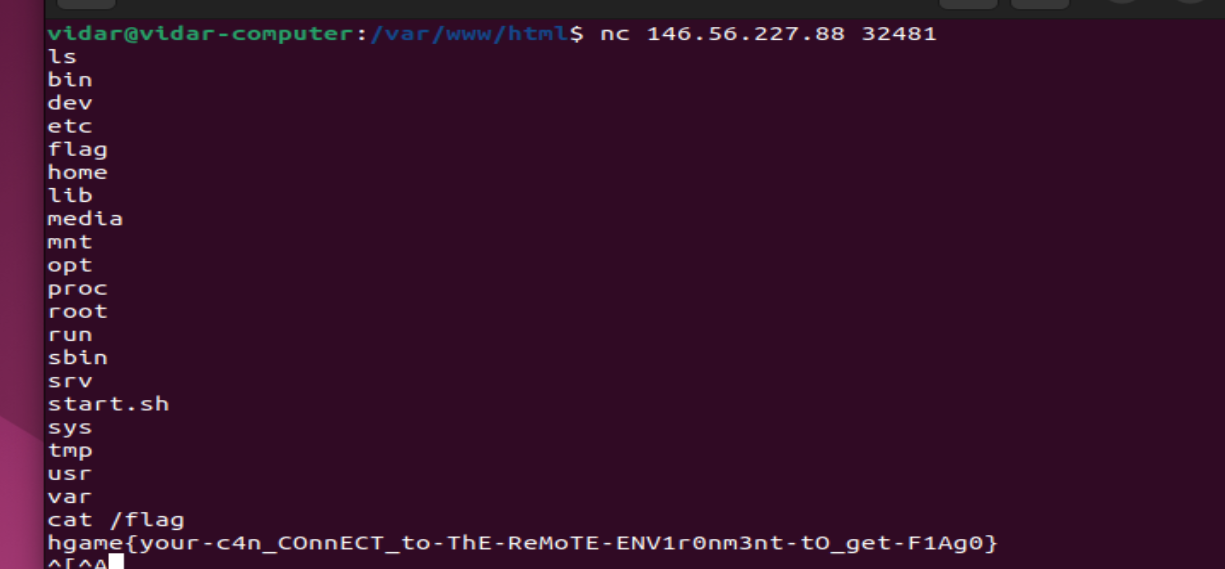 vidar@vidar-computer:/var/www/html$ nc 146.56.227.88 32481
ls
bin
dev
etc
flag
home
lib
media
mnt
opt
proc
root
run
sbin
srv
start.sh
sys
tmp
usr
var
cat /flag
hgame{your-c4n_COnnECT_to-ThE-ReMoTE-ENV1r0nm3nt-tO_get-F1Ag0}
^[^A